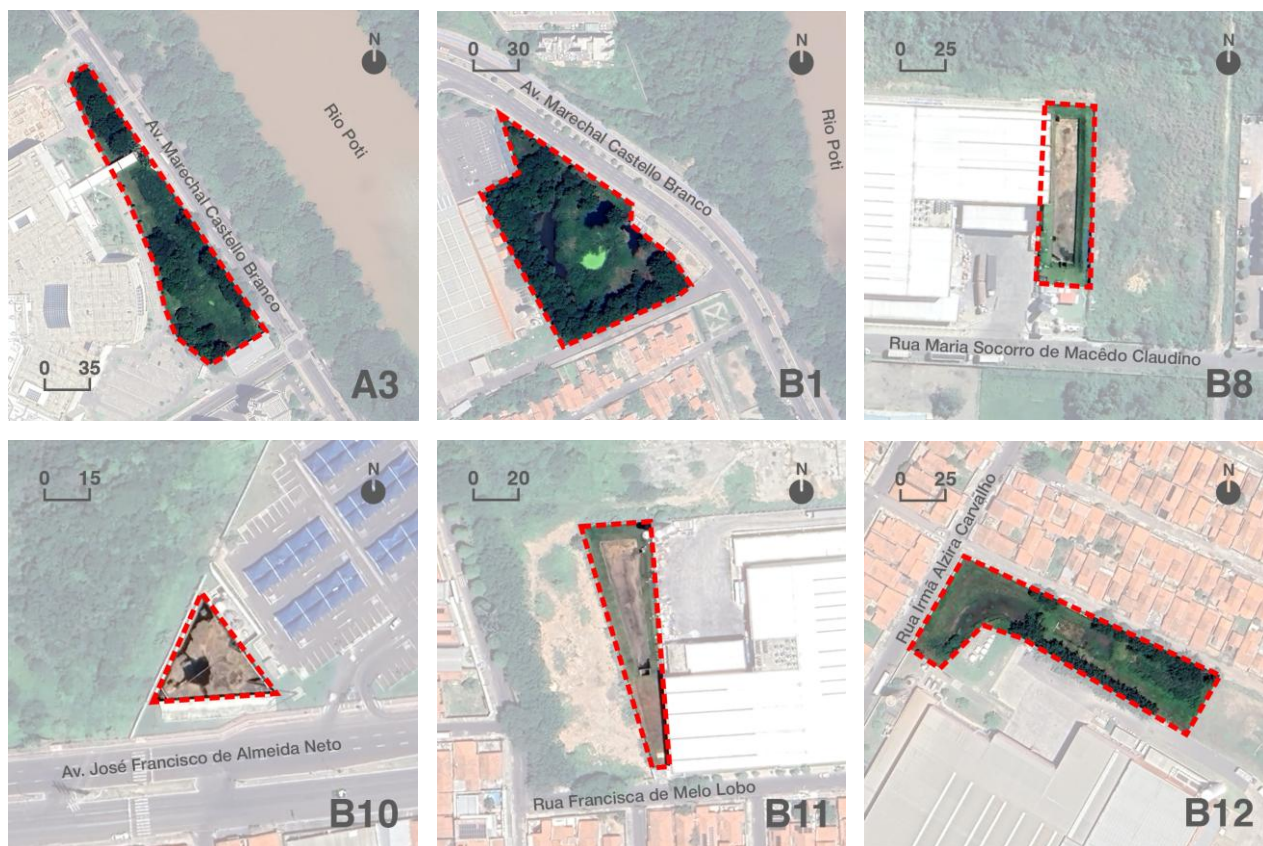 N
Rio Poti
Av. Marechal Castello Branco
0 35
A3
0 30
N
Av. Marechal Castello Branco
Rio Poti
B1
0 25
N
Rua Maria Socorro de Macêdo Claudino
B8
0 15
N
Av. José Francisco de Almeida Neto
B10
0 20
N
Rua Francisca de Melo Lobo
B11
0 25
N
Rua Irmã Alzira Carvalho
B12